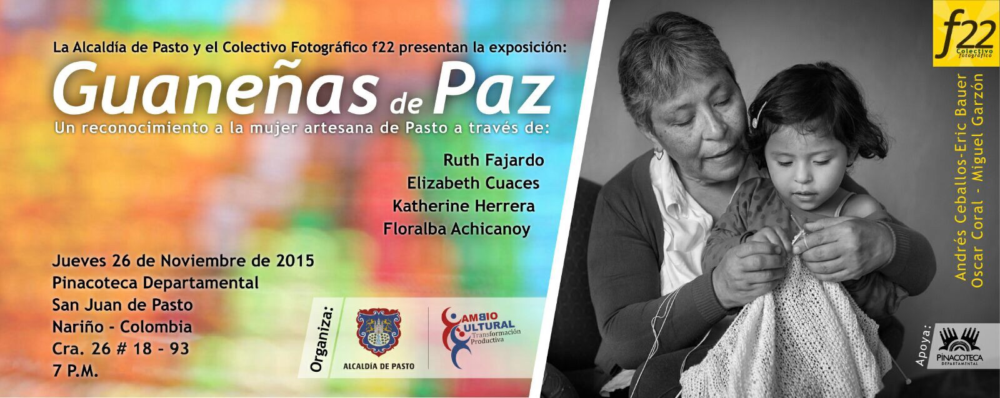 La Alcaldía de Pasto y el Colectivo Fotográfico f22 presentan la exposición:
Guaneñas de Paz
Un reconocimiento a la mujer artesana de Pasto a través de:
Ruth Fajardo
Elizabeth Cuaces
Katherine Herrera
Floralba Achicanoy
Jueves 26 de Noviembre de 2015
Pinacoteca Departamental
San Juan de Pasto
Nariño - Colombia
Cra. 26 # 18 - 93
7 P.M.
Organiza:
ALCALDÍA DE PASTO
CAMBIO
CULTURAL
Transformación
Productiva
f22
Colectivo
fotográfico
Andrés Ceballos-Eric Bauer
Oscar Coral - Miguel Garzón
Apoya:
PINACOTECA
DEPARTAMENTAL